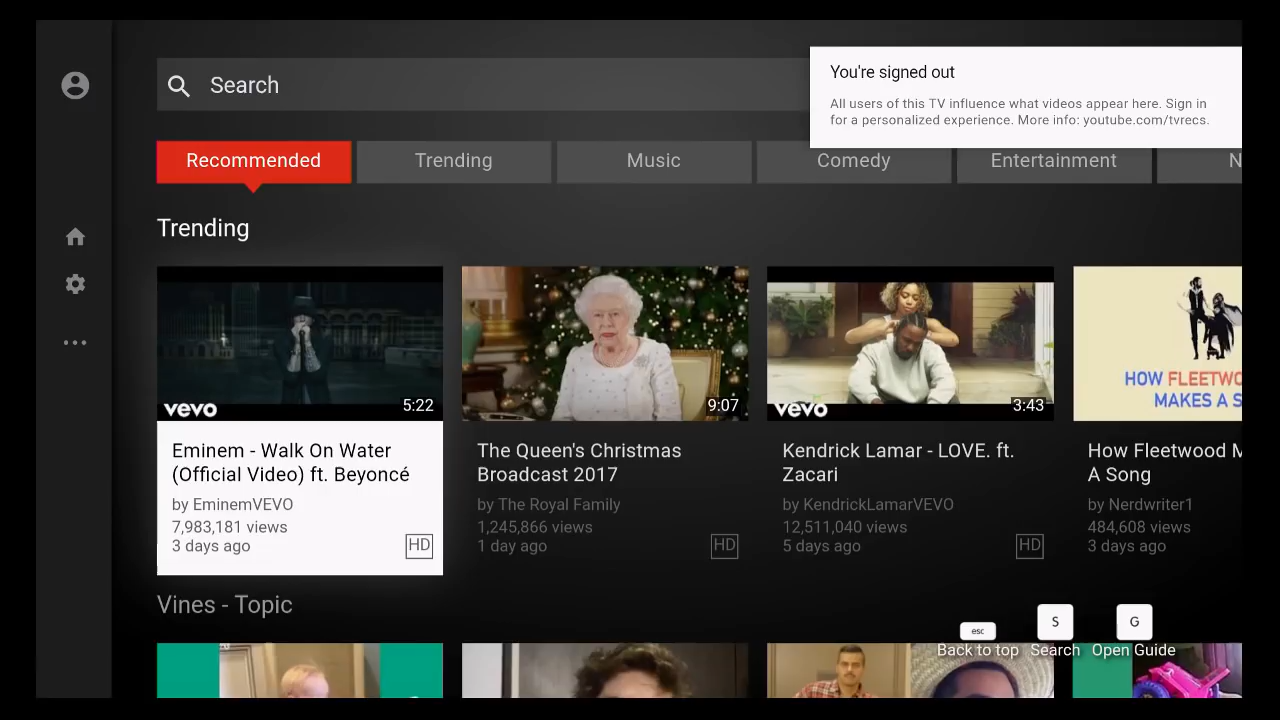 Search
You're signed out
All users of this TV influence what videos appear here. Sign in
for a personalized experience. More info: youtube.com/tvrecs.
Recommended
Trending
Music
Comedy
Entertainment
N
Trending
vevo
5:22
9:07
vevo
3:43
HOW FLEETWO
MAKES A S
Eminem - Walk On Water
(Official Video) ft. Beyoncé
by EminemVEVO
7,983,181 views
3 days ago
HD
The Queen's Christmas
Broadcast 2017
by The Royal Family
1,245,866 views
1 day ago
HD
Kendrick Lamar - LOVE. ft.
Zacari
by KendrickLamarVEVO
12,511,040 views
5 days ago
HD
How Fleetwood M
A Song
by Nerdwriter1
484,608 views
3 days ago
Vines - Topic
esc
S
G
Back to top
Search
Open Guide